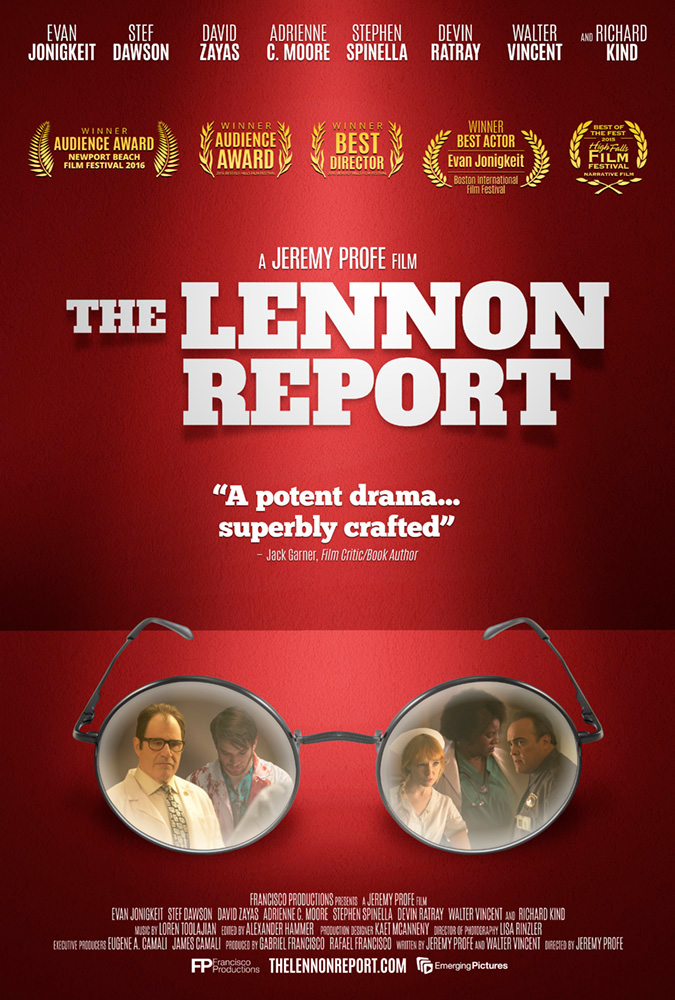 EVAN JONIGKEIT
STEF DAWSON
DAVID ZAYAS
ADRIENNE C. MOORE
STEPHEN SPINELLA
DEVIN RATRAY
WALTER VINCENT
AND RICHARD KIND
WINNER
AUDIENCE AWARD
NEWPORT BEACH
FILM FESTIVAL 2016
WINNER
AUDIENCE
AWARD
WINNER
BEST
DIRECTOR
WINNER
BEST ACTOR
Evan Jonigkeit
Boston International
Film Festival
BEST OF
THE FEST
2015
High Falls
FILM
FESTIVAL
NARRATIVE FILM
A JEREMY PROFE FILM
THE LENNON
REPORT
“A potent drama...
superbly crafted”
– Jack Garner, Film Critic/Book Author
FRANCISCO PRODUCTIONS PRESENTS A JEREMY PROFE FILM
EVAN JONIGKEIT STEF DAWSON DAVID ZAYAS ADRIENNE C. MOORE STEPHEN SPINELLA DEVIN RATRAY WALTER VINCENT AND RICHARD KIND
MUSIC BY LOREN TOOLAJIAN EDITED BY ALEXANDER HAMMER PRODUCTION DESIGNER KAET MCANNENY DIRECTOR OF PHOTOGRAPHY LISA RINZLER
EXECUTIVE PRODUCERS EUGENE A. CAMALI JAMES CAMALI PRODUCED BY GABRIEL FRANCISCO RAFAEL FRANCISCO WRITTEN BY JEREMY PROFE AND WALTER VINCENT DIRECTED BY JEREMY PROFE
FP Francisco Productions THELENNONREPORT.COM EmergingPictures